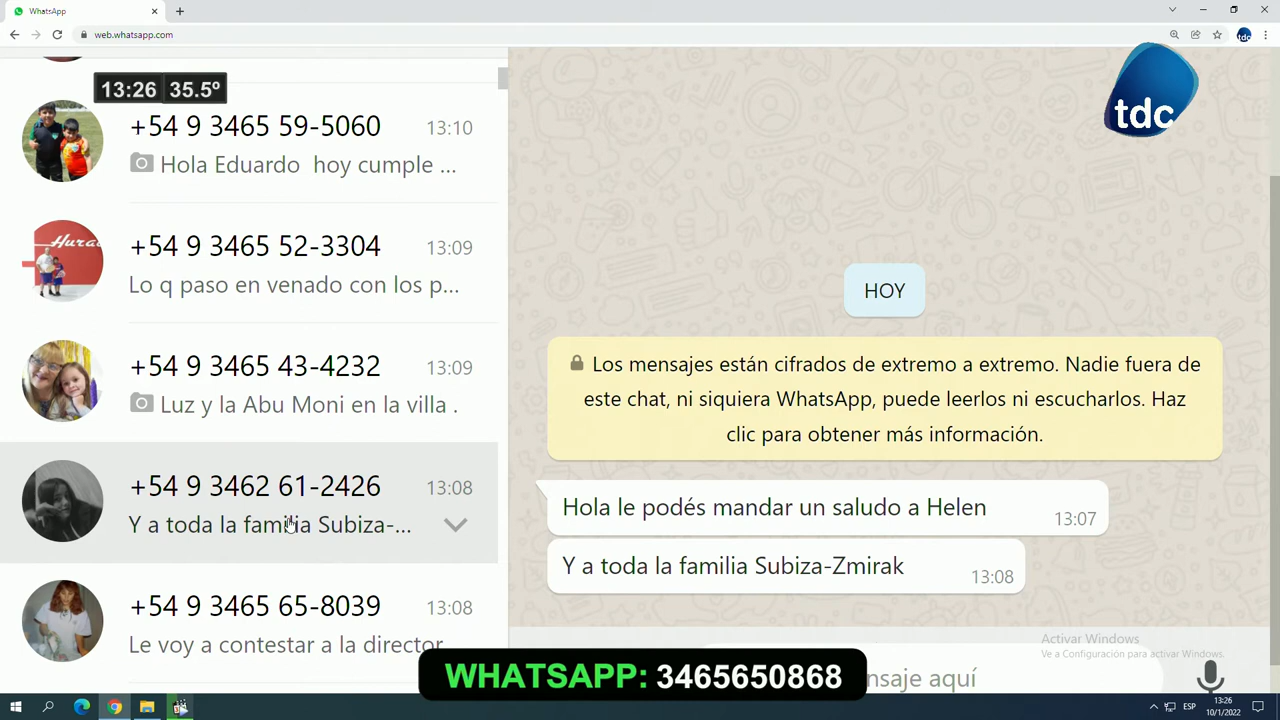 WhatsApp
web.whatsapp.com
13:26 35.5º
tdc
+54 9 3465 59-5060 13:10
Hola Eduardo hoy cumple ...
+54 9 3465 52-3304 13:09
Lo q paso en venado con los p...
+54 9 3465 43-4232 13:09
Luz y la Abu Moni en la villa .
+54 9 3462 61-2426 13:08
Y a toda la familia Subiza-...
+54 9 3465 65-8039 13:08
Le voy a contestar a la director
HOY
Los mensajes están cifrados de extremo a extremo. Nadie fuera de
este chat, ni siquiera WhatsApp, puede leerlos ni escucharlos. Haz
clic para obtener más información.
Hola le podés mandar un saludo a Helen
13:07
Y a toda la familia Subiza-Zmirak
13:08
Activar Windows
Ve a Configuración para activar Windows.
nsaje aquí
WHATSAPP: 3465650868
ESP
13:26
10/1/2022